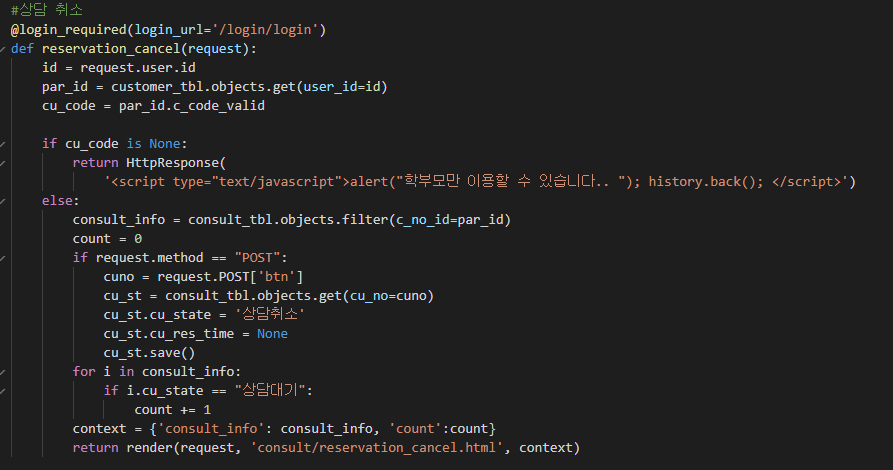 #상담 취소
@login_required(login_url='/login/login')
def reservation_cancel(request):
    id = request.user.id
    par_id = customer_tbl.objects.get(user_id=id)
    cu_code = par_id.c_code_valid
    if cu_code is None:
        return HttpResponse(
            '<script type="text/javascript">alert("학부모만 이용할 수 있습니다.. "); history.back(); </script>')
    else:
        consult_info = consult_tbl.objects.filter(c_no_id=par_id)
        count = 0
        if request.method == "POST":
            cuno = request.POST['btn']
            cu_st = consult_tbl.objects.get(cu_no=cuno)
            cu_st.cu_state = '상담취소'
            cu_st.cu_res_time = None
            cu_st.save()
        for i in consult_info:
            if i.cu_state == "상담대기":
                count += 1
        context = {'consult_info': consult_info, 'count':count}
        return render(request, 'consult/reservation_cancel.html', context)